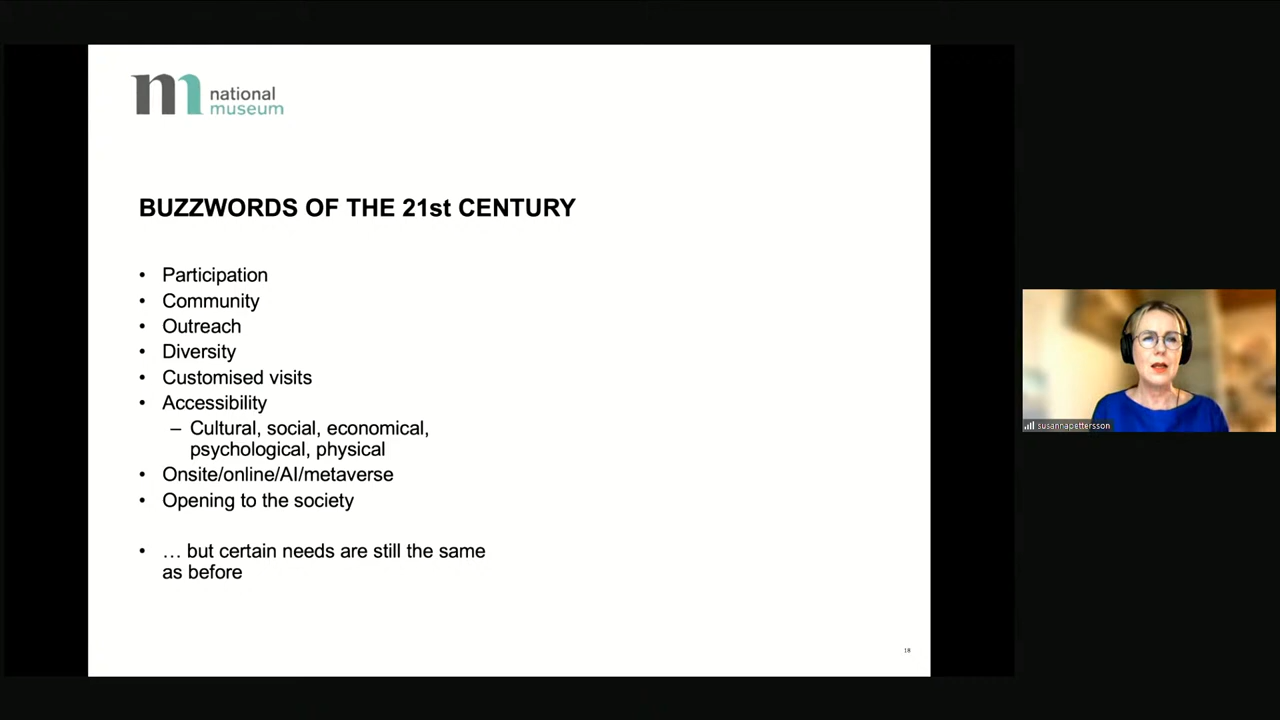 m national
museum
BUZZWORDS OF THE 21st CENTURY
• Participation
• Community
• Outreach
• Diversity
• Customised visits
• Accessibility
– Cultural, social, economical,
psychological, physical
• Onsite/online/AI/metaverse
• Opening to the society
• … but certain needs are still the same
as before
18
susannapettersson